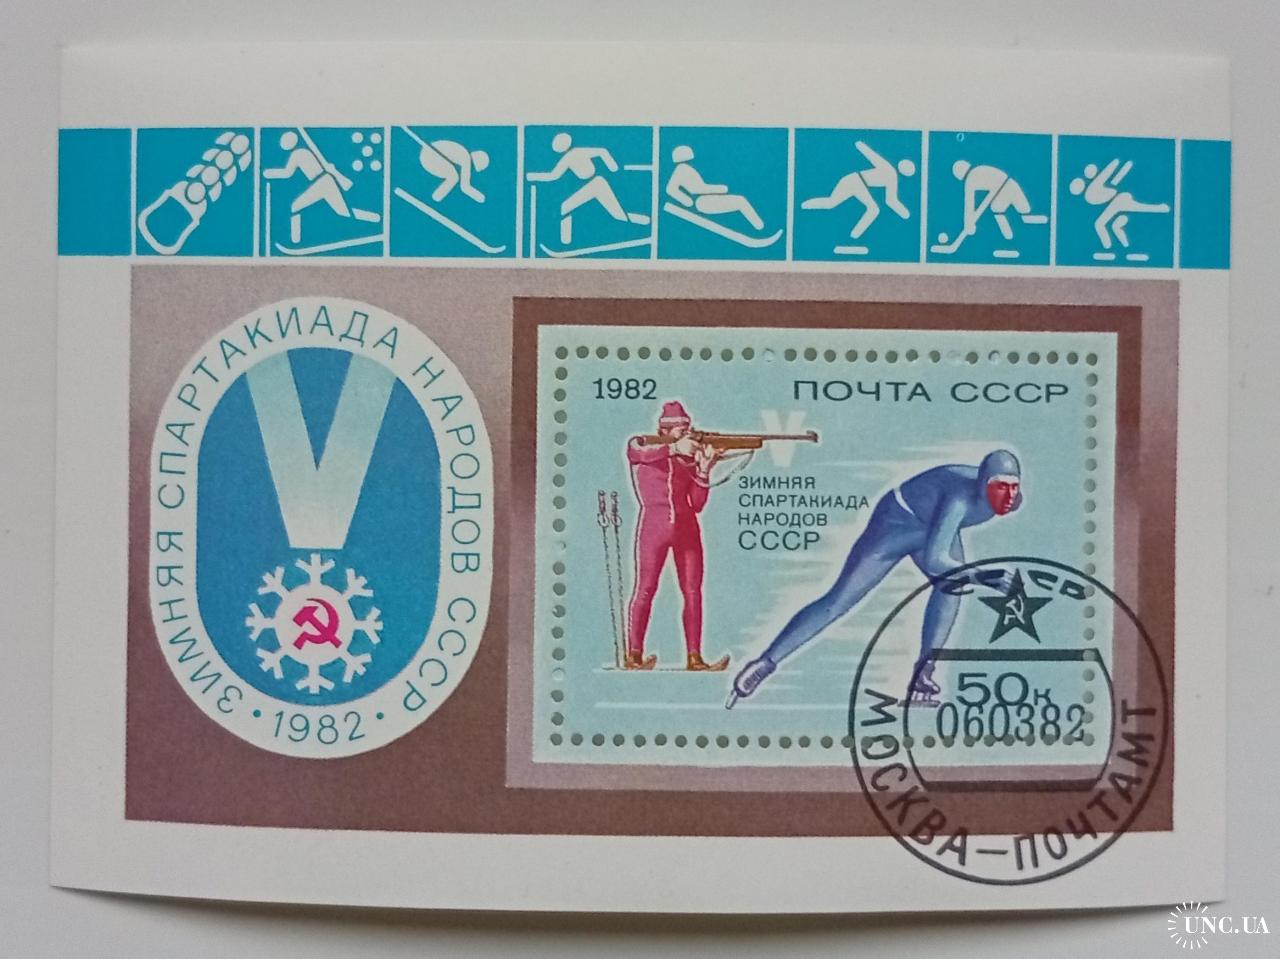 ЗИМНЯЯ СПАРТАКИАДА НАРОДОВ СССР
• 1982 •
V
1982 ПОЧТА СССР
V
ЗИМНЯЯ
СПАРТАКИАДА
НАРОДОВ
СССР
50к
СССР
060382
МОСКВА—ПОЧТАМТ
UNC.UA